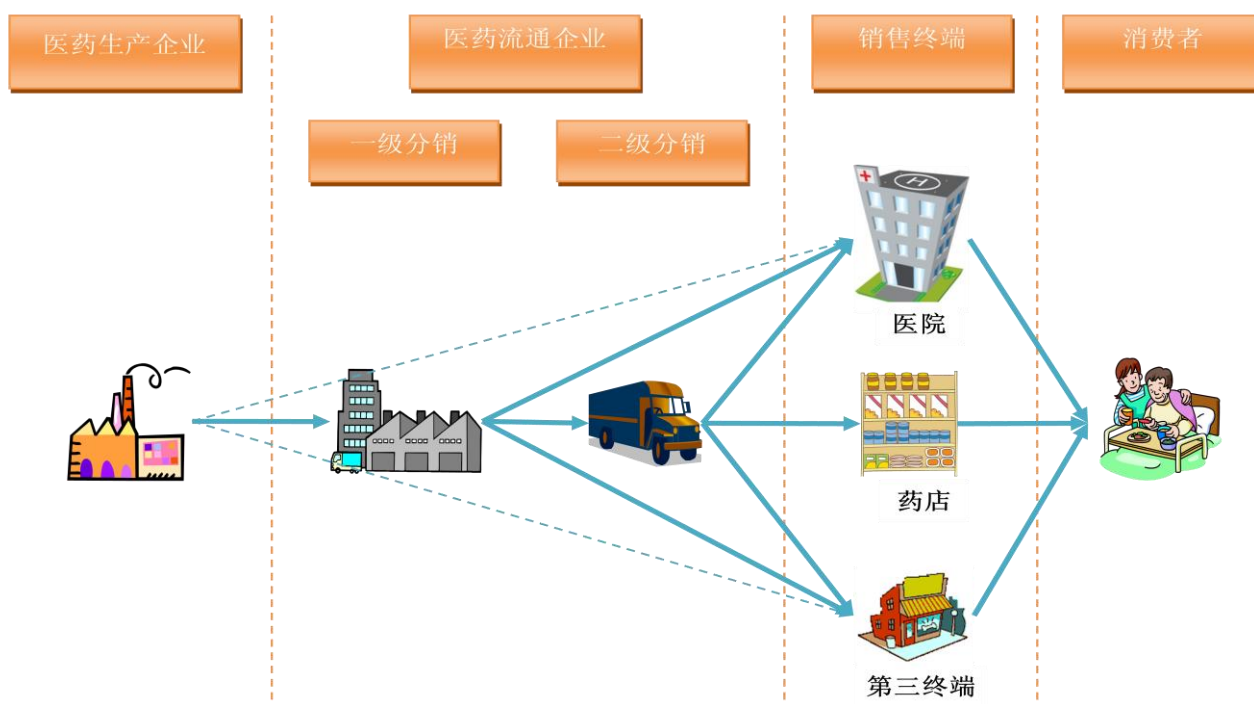 医药生产企业
医药流通企业
销售终端
消费者
一级分销
二级分销
H
医院
药店
第三终端